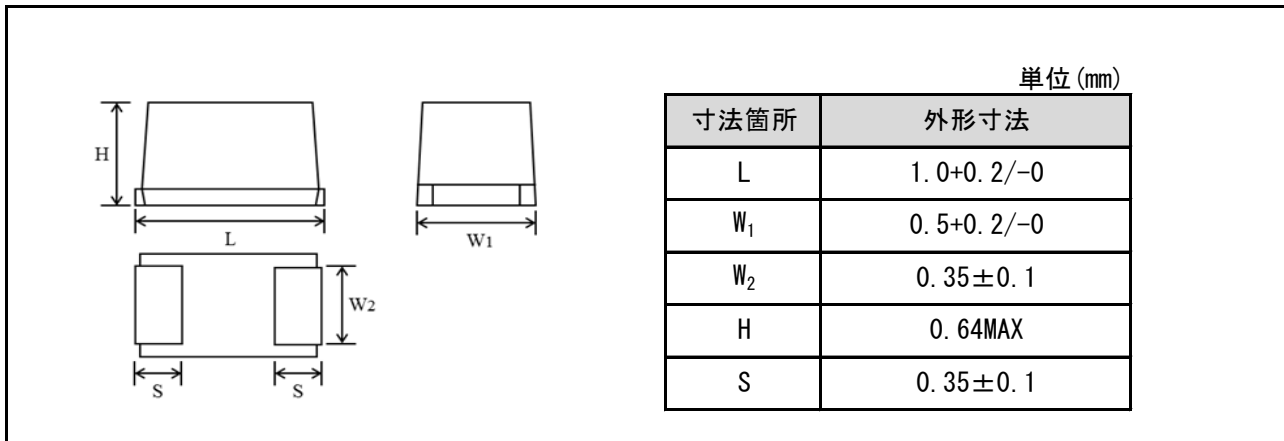 単位(mm)
寸法箇所 外形寸法
L 1.0+0.2/-0
W₁ 0.5+0.2/-0
W₂ 0.35±0.1
H 0.64MAX
S 0.35±0.1
H
L
W1
W2
S S